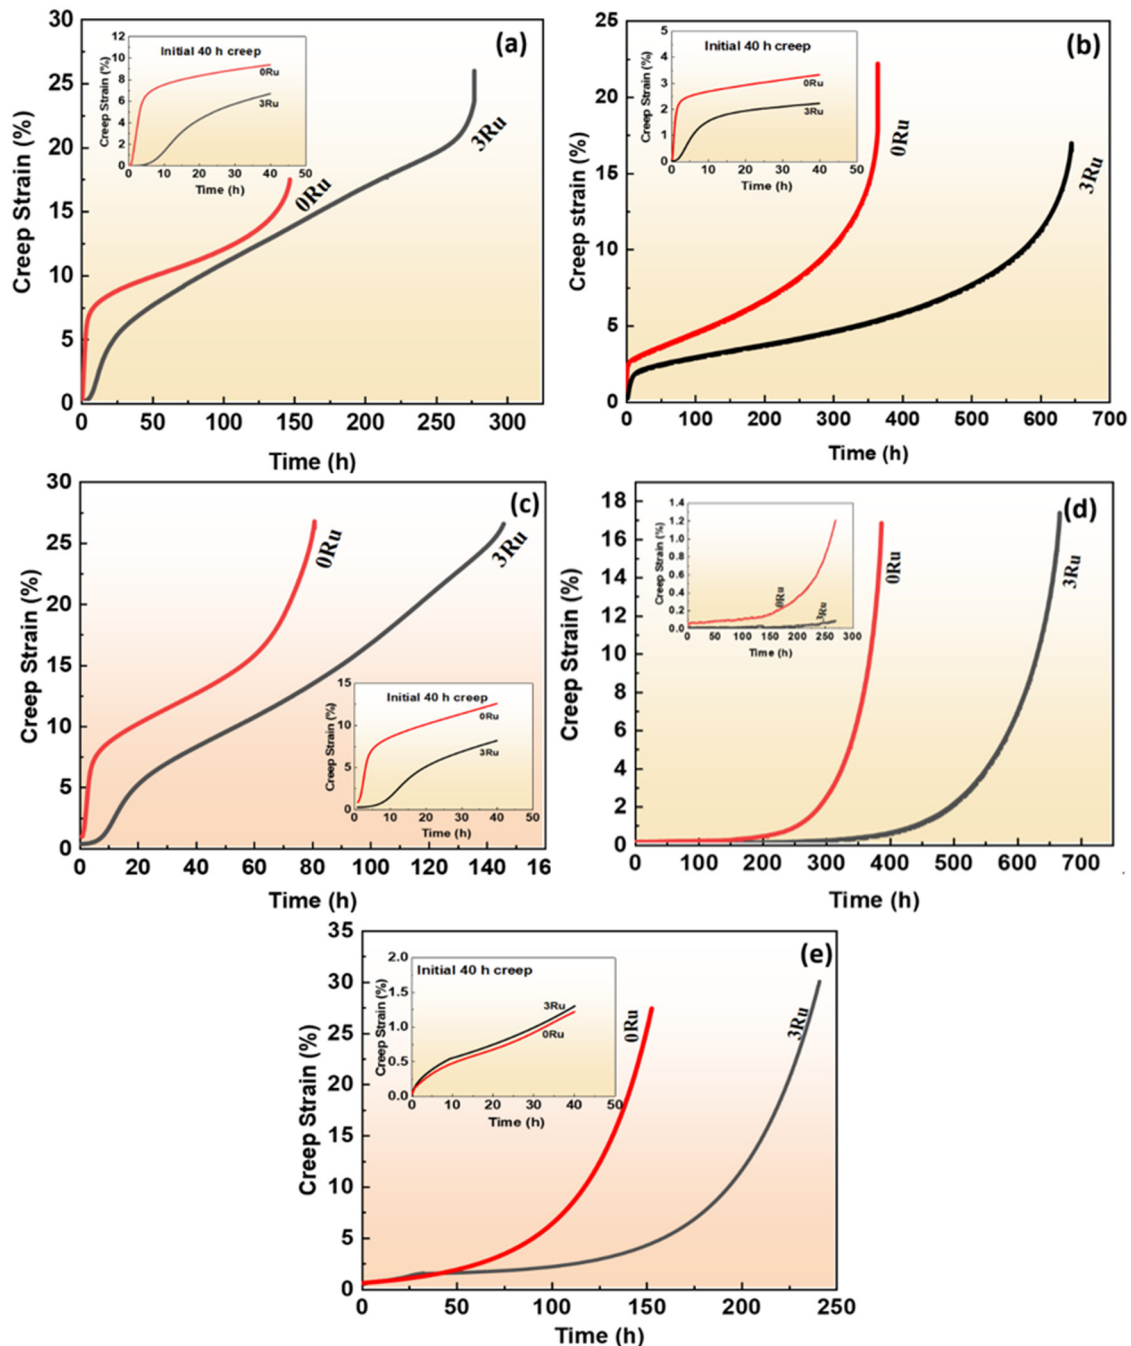 (a)
Creep Strain (%)
30
25
20
15
10
5
0
0 50 100 150 200 250 300
Time (h)
0Ru
3Ru
Initial 40 h creep
Creep Strain (%)
12
10
8
6
4
2
0
0 10 20 30 40 50
Time (h)
0Ru
3Ru
(b)
Creep strain (%)
25
20
15
10
5
0
0 100 200 300 400 500 600 700
Time (h)
0Ru
3Ru
Initial 40 h creep
Creep Strain (%)
5
4
3
2
1
0
0 10 20 30 40 50
Time (h)
0Ru
3Ru
(c)
Creep Strain (%)
30
25
20
15
10
5
0
0 20 40 60 80 100 120 140 16
Time (h)
0Ru
3Ru
Initial 40 h creep
Creep Strain (%)
15
10
5
0
0 10 20 30 40 50
Time (h)
0Ru
3Ru
(d)
Creep Strain (%)
18
16
14
12
10
8
6
4
2
0
0 100 200 300 400 500 600 700
Time (h)
0Ru
3Ru
Creep Strain (%)
1.4
1.2
1.0
0.8
0.6
0.4
0.2
0.0
0 50 100 150 200 250 300
Time (h)
0Ru
3Ru
(e)
Creep Strain (%)
35
30
25
20
15
10
5
0
0 50 100 150 200 250
Time (h)
0Ru
3Ru
Initial 40 h creep
Creep Strain (%)
2.0
1.5
1.0
0.5
0.0
0 10 20 30 40 50
Time (h)
3Ru
0Ru